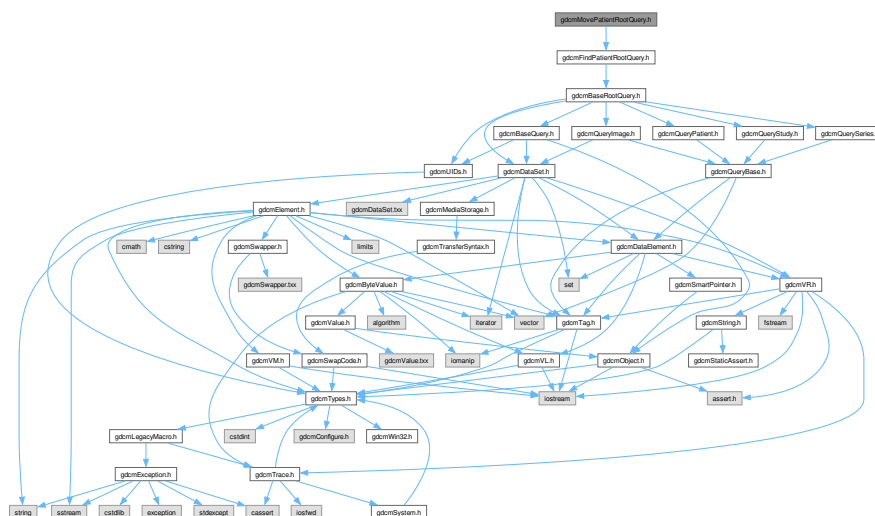 gdcmMovePatientRootQuery.h
gdcmFindPatientRootQuery.h
gdcmBaseRootQuery.h
gdcmBaseQuery.h
gdcmQueryImage.h
gdcmQueryPatient.h
gdcmQueryStudy.h
gdcmQuerySeries.h
gdcmUIDs.h
gdcmDataSet.h
gdcmQueryBase.h
gdcmElement.h
gdcmDataSet.txx
gdcmMediaStorage.h
cmath
cstring
gdcmSwapper.h
limits
gdcmTransferSyntax.h
gdcmDataElement.h
gdcmSwapper.txx
gdcmByteValue.h
set
gdcmSmartPointer.h
gdcmVR.h
gdcmValue.h
algorithm
iterator
vector
gdcmTag.h
gdcmString.h
fstream
gdcmVM.h
gdcmSwapCode.h
gdcmValue.txx
iomanip
gdcmVL.h
gdcmObject.h
gdcmStaticAssert.h
gdcmTypes.h
iostream
assert.h
gdcmLegacyMacro.h
cstdint
gdcmConfigure.h
gdcmWin32.h
gdcmException.h
gdcmTrace.h
string
sstream
cstdlib
exception
stdexcept
cassert
iosfwd
gdcmSystem.h